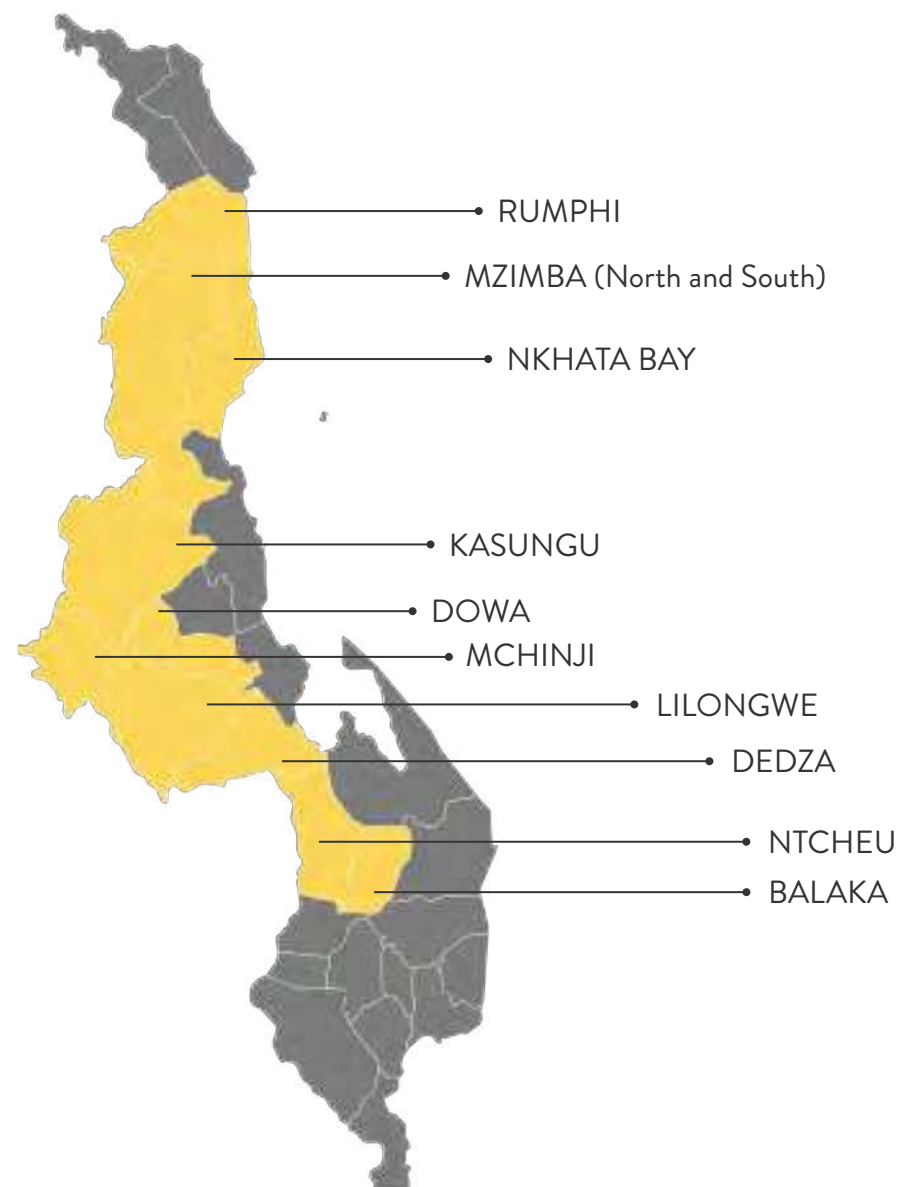 RUMPHI
MZIMBA (North and South)
NKHATA BAY
KASUNGU
DOWA
MCHINJI
LILONGWE
DEDZA
NTCHEU
BALAKA